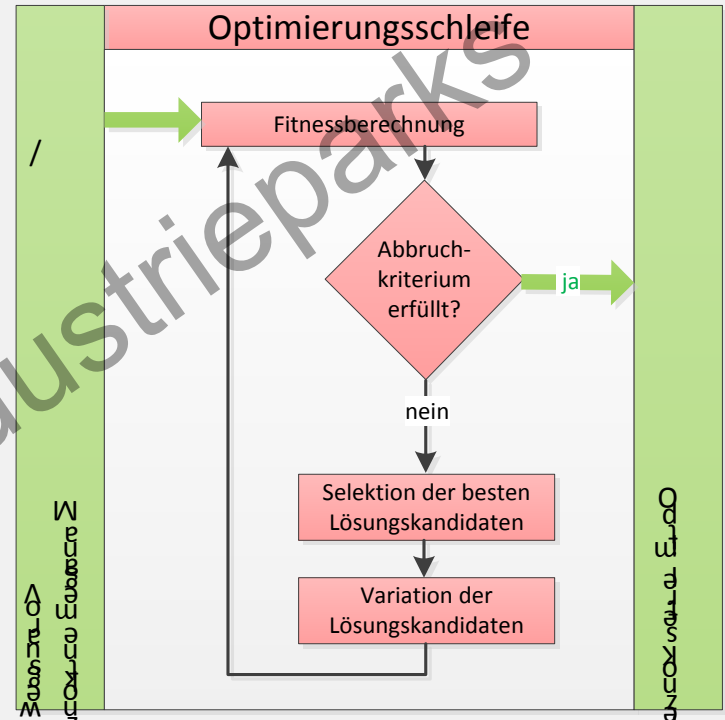 Optimierungsschleife
Fitnessberechnung
Abbruch-
kriterium
erfüllt?
ja
nein
Selektion der besten
Lösungskandidaten
Variation der
Lösungskandidaten
/